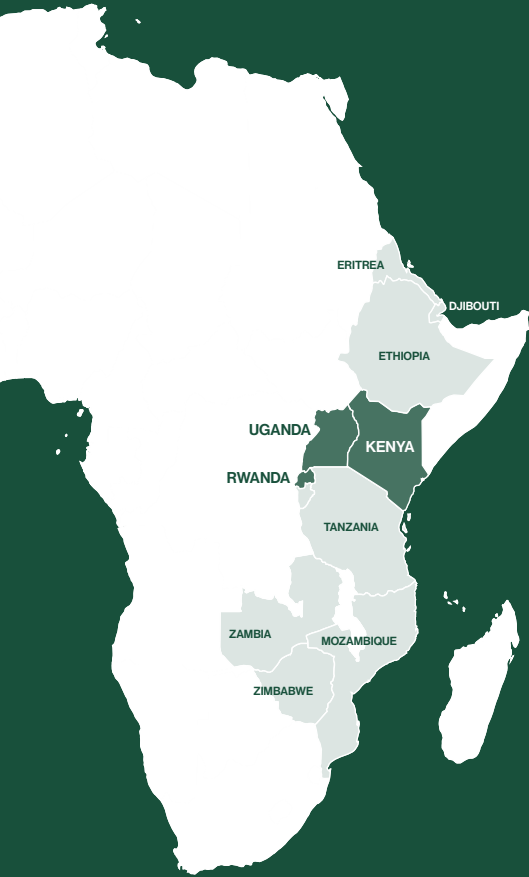 ERITREA
DJIBOUTI
ETHIOPIA
UGANDA
KENYA
RWANDA
TANZANIA
ZAMBIA
MOZAMBIQUE
ZIMBABWE